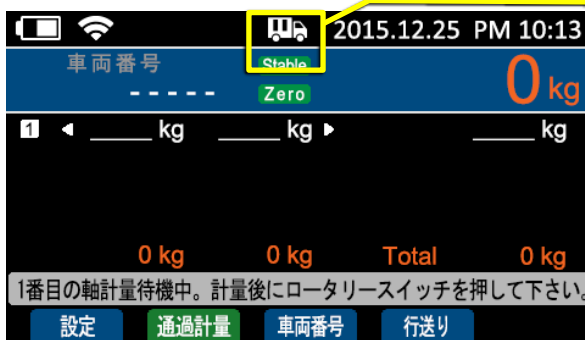 2015.12.25 PM 10:13
車両番号 Stable
- - - - - Zero 0 kg
1 ____ kg ____ kg ____ kg
0 kg 0 kg Total 0 kg
1番目の軸計量待機中。計量後にロータリースイッチを押して下さい。
設定 通過計量 車両番号 行送り